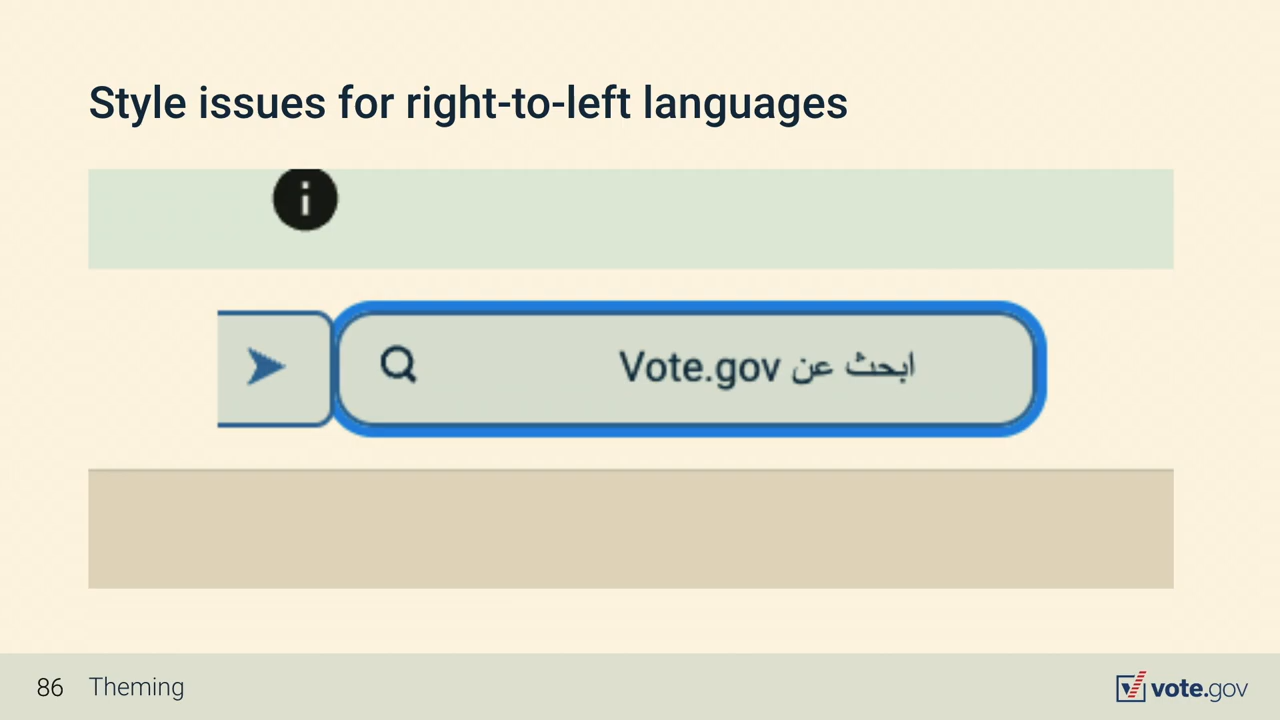 Style issues for right-to-left languages
i
ابحث عن Vote.gov
86 Theming
vote.gov